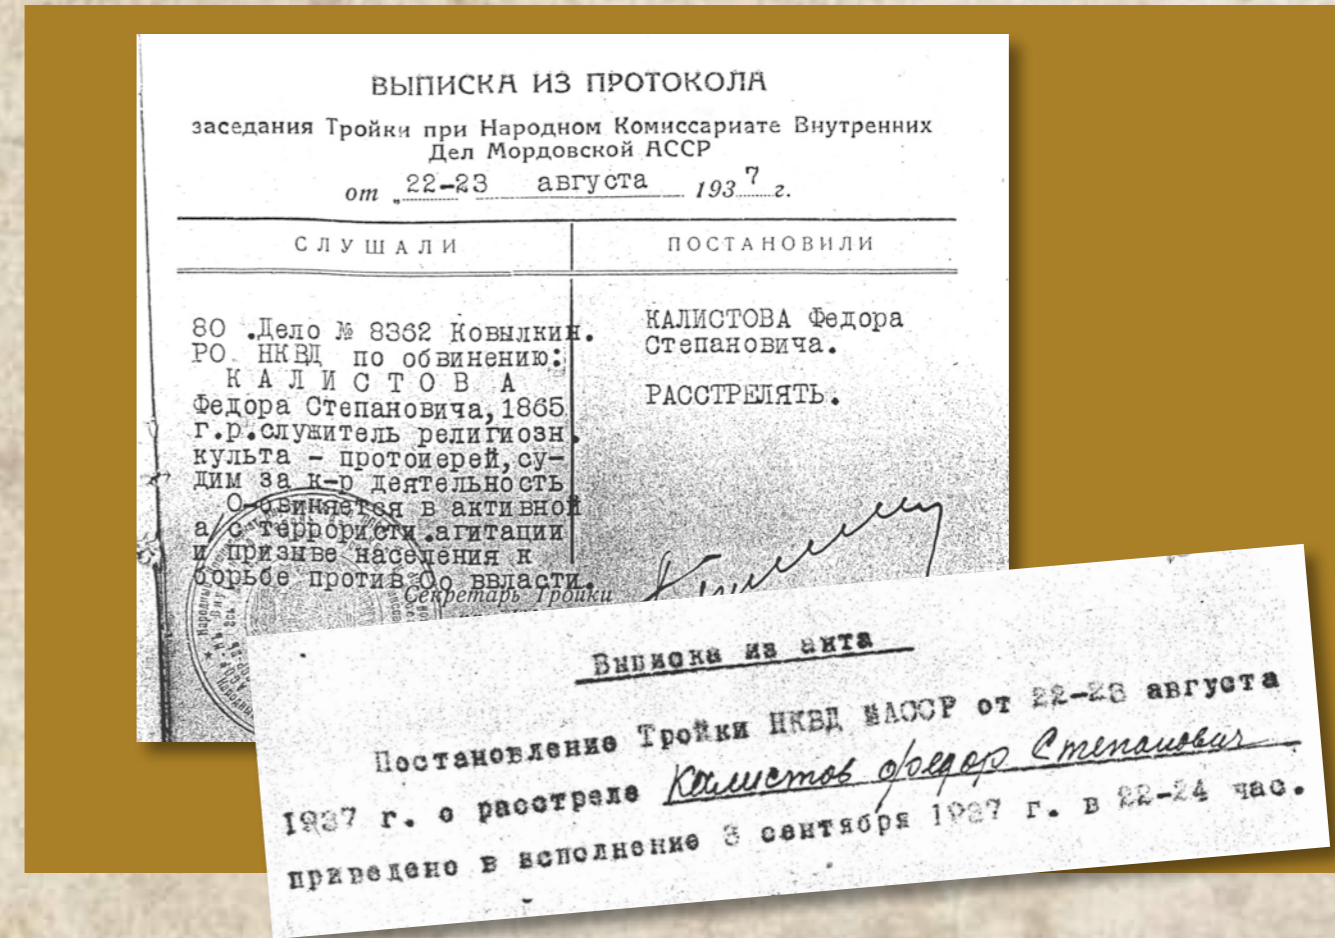 ВЫПИСКА ИЗ ПРОТОКОЛА
заседания Тройки при Народном Комиссариате Внутренних
Дел Мордовской АССР
от „22-23 августа 1937 г.
СЛУШАЛИ
ПОСТАНОВИЛИ
80 .Дело № 8362 Ковылкин.
РО НКВД по обвинению:
КАЛИСТОВА
Федора Степановича, 1865
г.р.служитель религиозн.
культа - протоиерей, су-
дим за к-р деятельность
Обвиняется в активной
а/с террористи.агитации
и призыве населения к
борьбе против Со ввласти.
КАЛИСТОВА Федора
Степановича.
РАССТРЕЛЯТЬ.
Секретарь Тройки
Выписка из акта
Постановление Тройки НКВД МАССР от 22-23 августа
1937 г. о расстреле Калистов Федор Степанович
приведено в исполнение 3 сентября 1937 г. в 22-24 час.